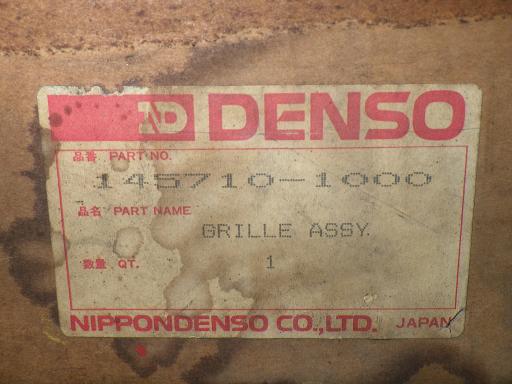 ND DENSO
品番 PART NO.
145710-1000
品名 PART NAME
GRILLE ASSY.
数量 QT.
1
NIPPONDENSO CO.,LTD. JAPAN